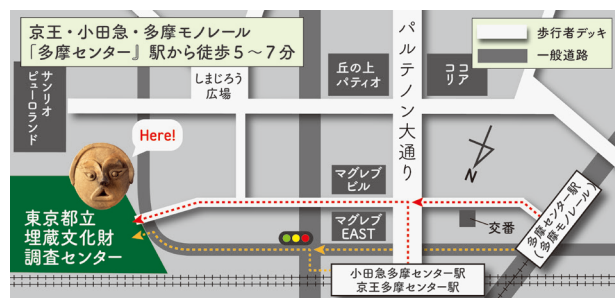 京王・小田急・多摩モノレール
「多摩センター』駅から徒歩5~7分
歩行者デッキ
一般道路
サンリオ
ピューロランド
しまじろう
広場
丘の上
パティオ
パルテノン大通り
ココ
リア
Here!
マグレブ
ビル
N
東京都立
埋蔵文化財
調査センター
マグレブ
EAST
交番
多摩センター駅
(多摩モノレール)
小田急多摩センター駅
京王多摩センター駅